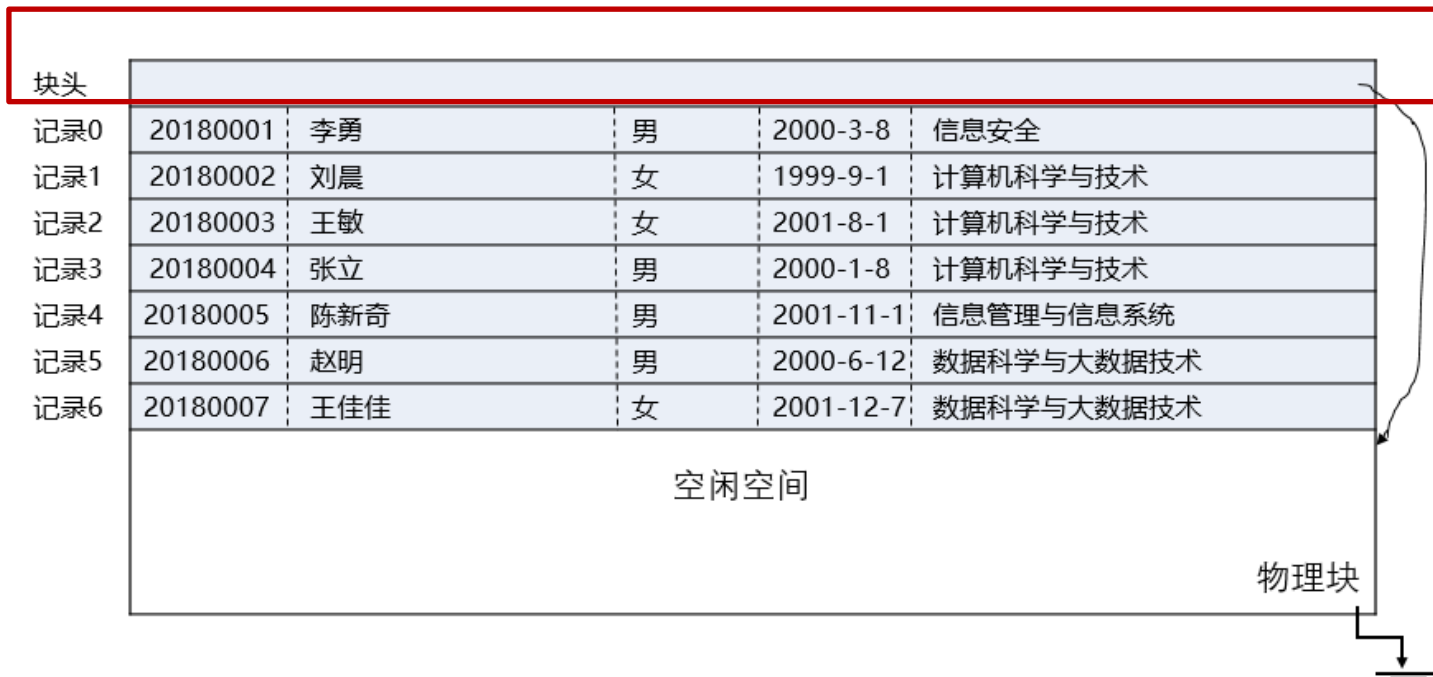 块头
记录0 20180001 李勇 男 2000-3-8 信息安全
记录1 20180002 刘晨 女 1999-9-1 计算机科学与技术
记录2 20180003 王敏 女 2001-8-1 计算机科学与技术
记录3 20180004 张立 男 2000-1-8 计算机科学与技术
记录4 20180005 陈新奇 男 2001-11-1 信息管理与信息系统
记录5 20180006 赵明 男 2000-6-12 数据科学与大数据技术
记录6 20180007 王佳佳 女 2001-12-7 数据科学与大数据技术
空闲空间
物理块